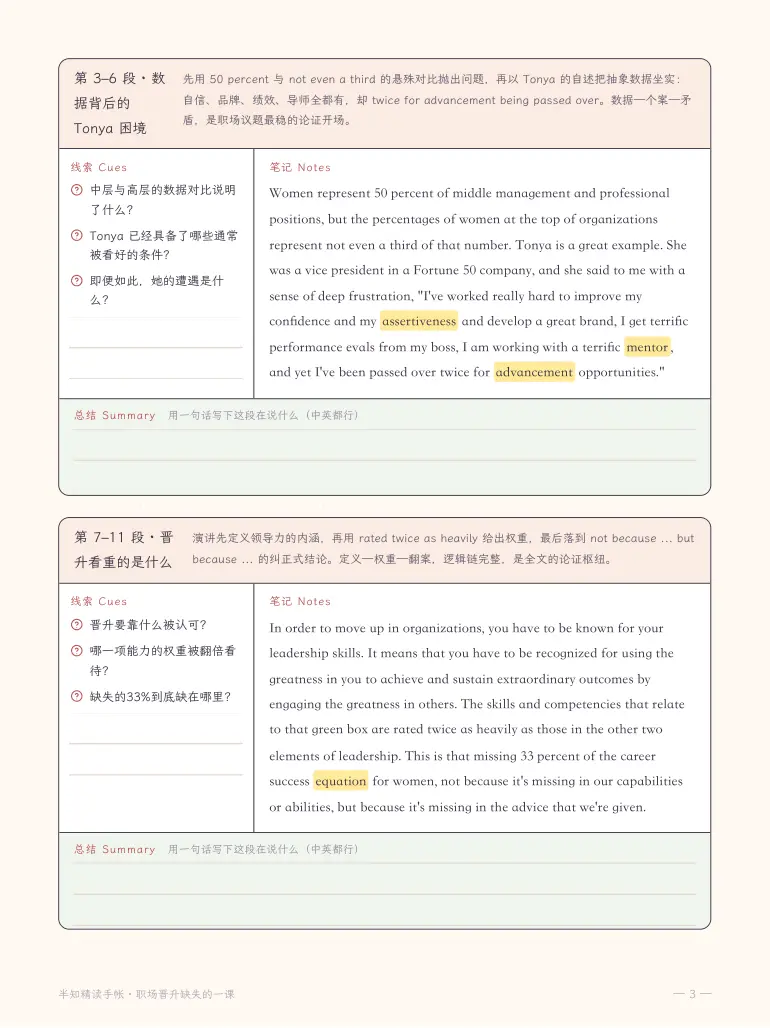 第 3–6 段·数
据背后的
Tonya 困境
先用 50 percent 与 not even a third 的悬殊对比抛出问题，再以 Tonya 的自述把抽象数据坐实：
自信、品牌、绩效、导师全都有，却 twice for advancement being passed over。数据—个案—矛
盾，是职场议题最稳的论证开场。
线索 Cues
中层与高层的数据对比说明
了什么？
Tonya 已经具备了哪些通常
被看好的条件？
即便如此，她的遭遇是什
么？
笔记 Notes
Women represent 50 percent of middle management and professional
positions, but the percentages of women at the top of organizations
represent not even a third of that number. Tonya is a great example. She
was a vice president in a Fortune 50 company, and she said to me with a
sense of deep frustration, "I've worked really hard to improve my
confidence and my assertiveness and develop a great brand, I get terrific
performance evals from my boss, I am working with a terrific mentor,
and yet I've been passed over twice for advancement opportunities."
总结 Summary 用一句话写下这段在说什么（中英都行）
第 7–11 段·晋
升看重的是什么
演讲先定义领导力的内涵，再用 rated twice as heavily 给出权重，最后落到 not because ... but
because ... 的纠正式结论。定义—权重—翻案，逻辑链完整，是全文的论证枢纽。
线索 Cues
晋升要靠什么被认可？
哪一项能力的权重被翻倍看
待？
缺失的33%到底缺在哪里？
笔记 Notes
In order to move up in organizations, you have to be known for your
leadership skills. It means that you have to be recognized for using the
greatness in you to achieve and sustain extraordinary outcomes by
engaging the greatness in others. The skills and competencies that relate
to that green box are rated twice as heavily as those in the other two
elements of leadership. This is that missing 33 percent of the career
success equation for women, not because it's missing in our capabilities
or abilities, but because it's missing in the advice that we're given.
总结 Summary 用一句话写下这段在说什么（中英都行）
半知精读手帐·职场晋升缺失的一课
— 3 —